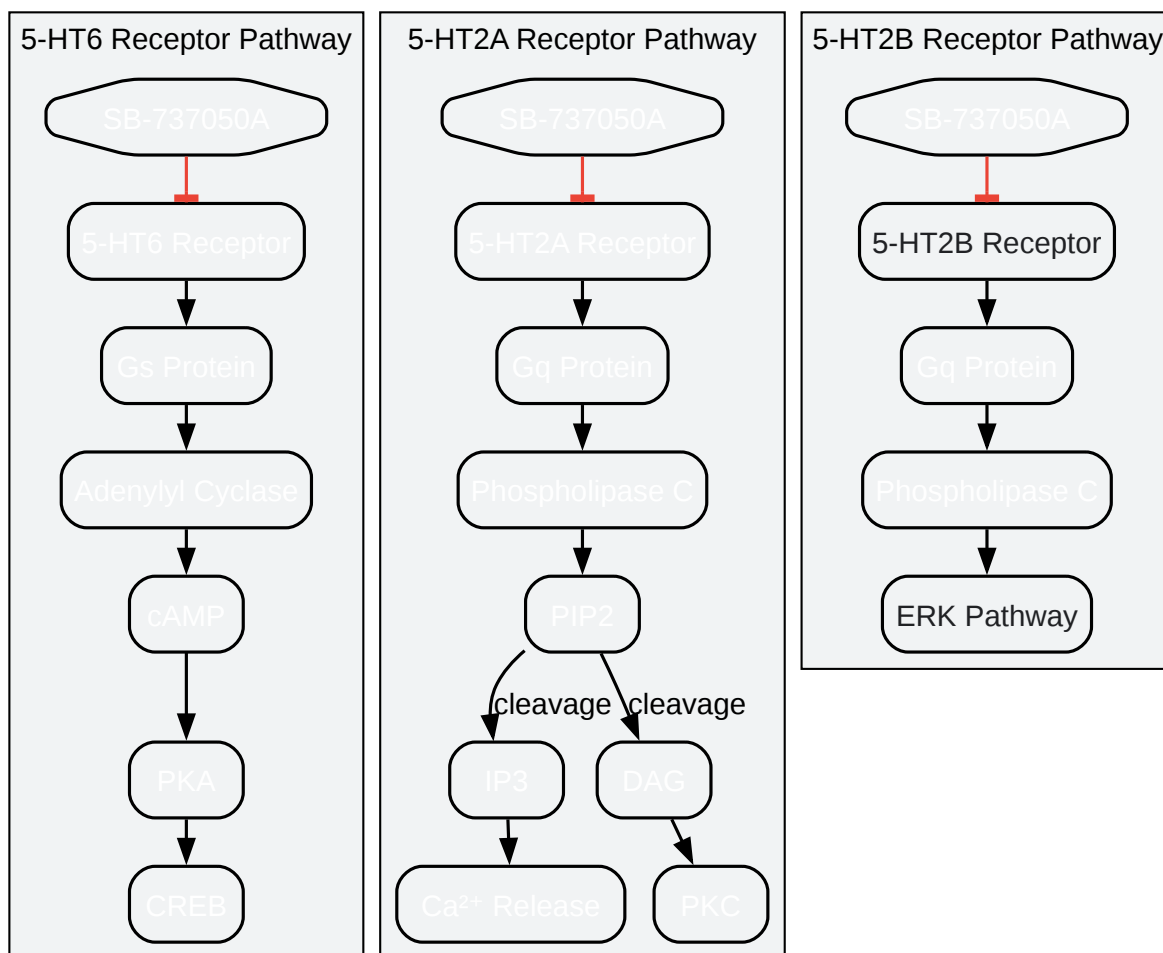 5-HT6 Receptor Pathway
SB-737050A
5-HT6 Receptor
Gs Protein
Adenylyl Cyclase
cAMP
PKA
CREB
5-HT2A Receptor Pathway
SB-737050A
5-HT2A Receptor
Gq Protein
Phospholipase C
PIP2
cleavage
cleavage
IP3
DAG
Ca²⁺ Release
PKC
5-HT2B Receptor Pathway
SB-737050A
5-HT2B Receptor
Gq Protein
Phospholipase C
ERK Pathway